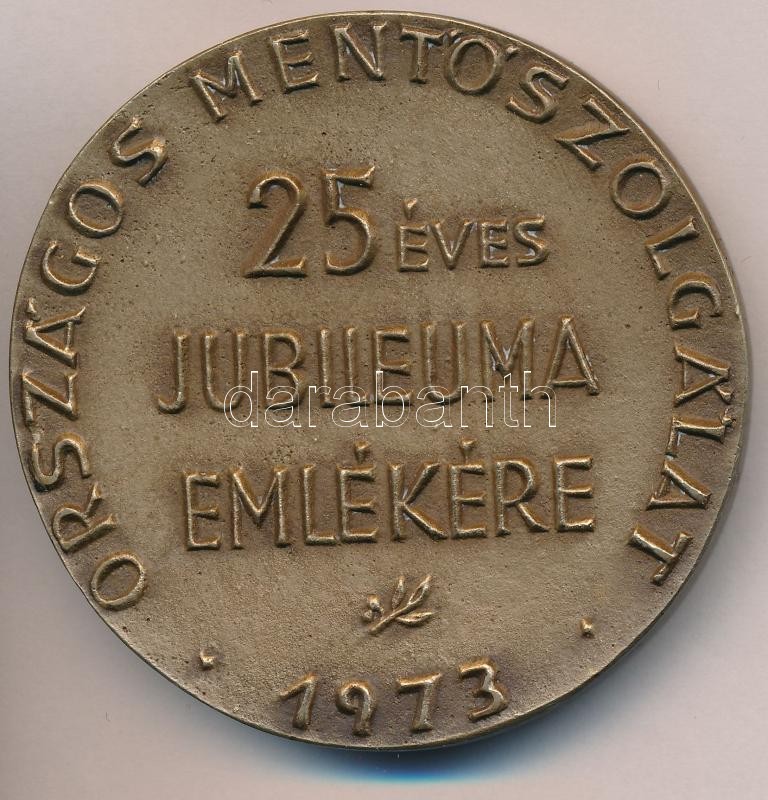 ORSZÁGOS MENTŐSZOLGÁLAT
25 ÉVES
JUBILEUMA
EMLÉKÉRE
1973
darabanth